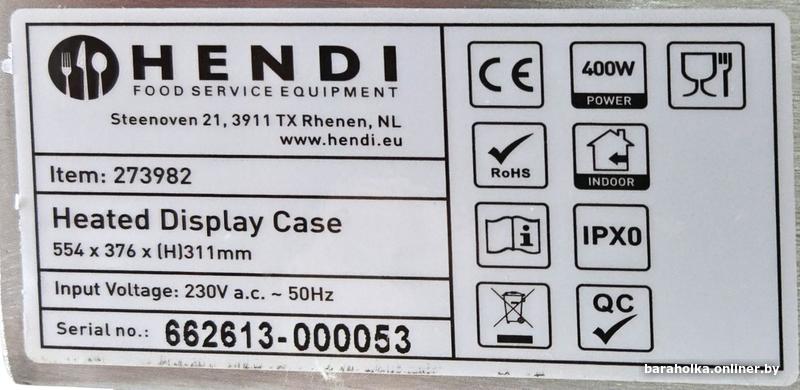 HENDI
FOOD SERVICE EQUIPMENT
Steenoven 21, 3911 TX Rhenen, NL
www.hendi.eu
Item: 273982
Heated Display Case
554 x 376 x (H)311mm
Input Voltage: 230V a.c. ~ 50Hz
Serial no.: 662613-000053
CE
400W
POWER
RoHS
INDOOR
i
IPX0
QC
baraholka.onliner.by